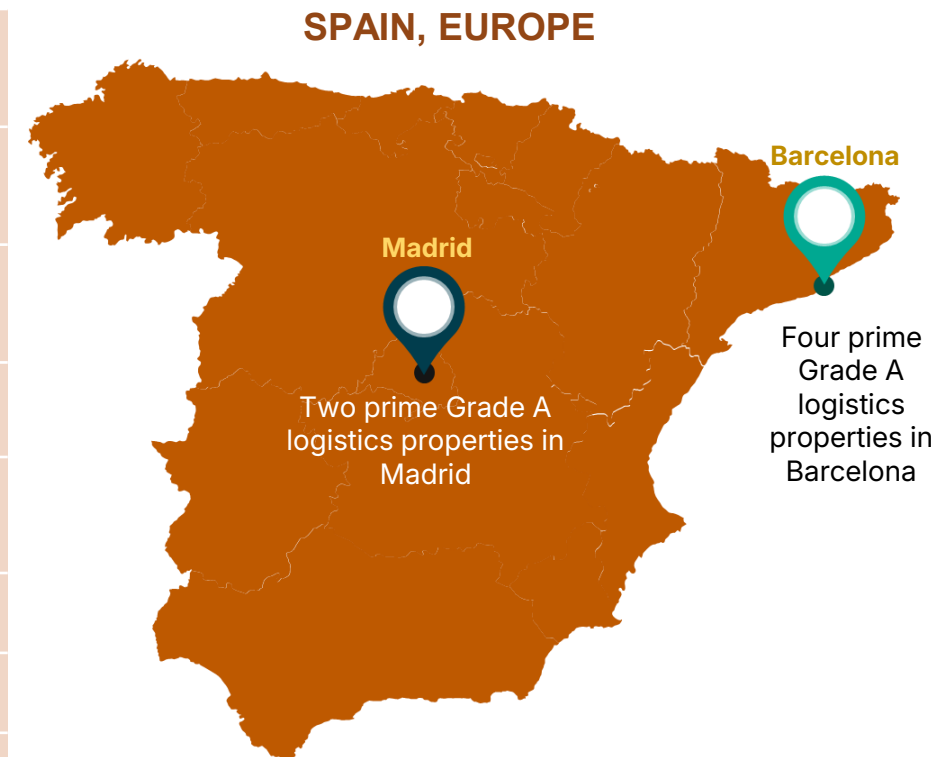 SPAIN, EUROPE
Barcelona
Madrid
Four prime
Grade A
logistics
properties in
Barcelona
Two prime Grade A
logistics properties in
Madrid